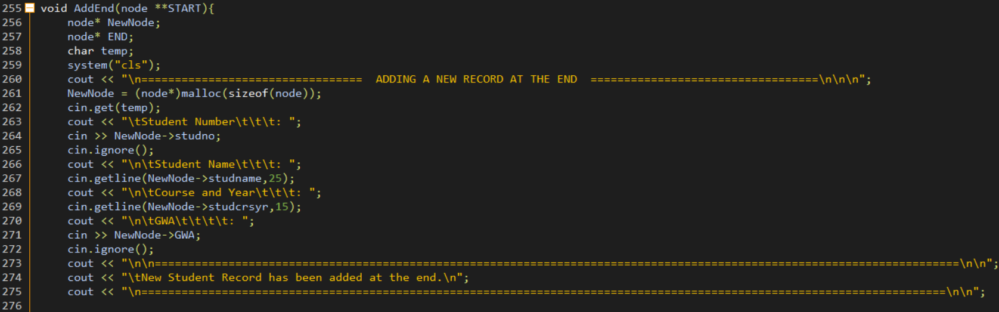 255 void AddEnd(node **START){
256 node* NewNode;
257 node* END;
258 char temp;
259 system("cls");
260 cout << "\n=================================  ADDING A NEW RECORD AT THE END  ==================================\n\n\n";
261 NewNode = (node*)malloc(sizeof(node));
262 cin.get(temp);
263 cout << "\tStudent Number\t\t\t: ";
264 cin >> NewNode->studno;
265 cin.ignore();
266 cout << "\n\tStudent Name\t\t\t: ";
267 cin.getline(NewNode->studname,25);
268 cout << "\n\tCourse and Year\t\t\t: ";
269 cin.getline(NewNode->studcrsyr,15);
270 cout << "\n\tGWA\t\t\t\t: ";
271 cin >> NewNode->GWA;
272 cin.ignore();
273 cout << "\n\n========================================================================================================================\n\n";
274 cout << "\tNew Student Record has been added at the end.\n";
275 cout << "\n========================================================================================================================\n\n";
276